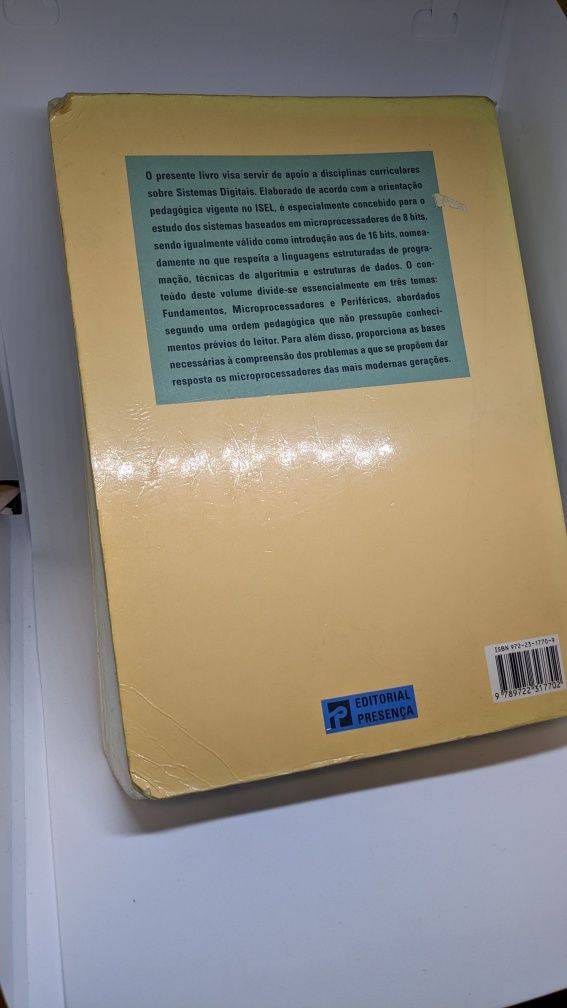 O presente livro visa servir de apoio a disciplinas curriculares
sobre Sistemas Digitais. Elaborado de acordo com a orientação
pedagógica vigente no ISEL, é especialmente concebido para o
estudo dos sistemas baseados em microprocessadores de 8 bits,
sendo igualmente válido como introdução aos de 16 bits, nomea-
damente no que respeita a linguagens estruturadas de progra-
mação, técnicas de algoritmia e estruturas de dados. O con-
teúdo deste volume divide-se essencialmente em três temas:
Fundamentos, Microprocessadores e Periféricos, abordados
segundo uma ordem pedagógica que não pressupõe conheci-
mentos prévios do leitor. Para além disso, proporciona as bases
necessárias à compreensão dos problemas a que se propõem dar
resposta os microprocessadores das mais modernas gerações.
ISBN 972-23-1770-9
9 789722 317702
EDITORIAL
PRESENÇA